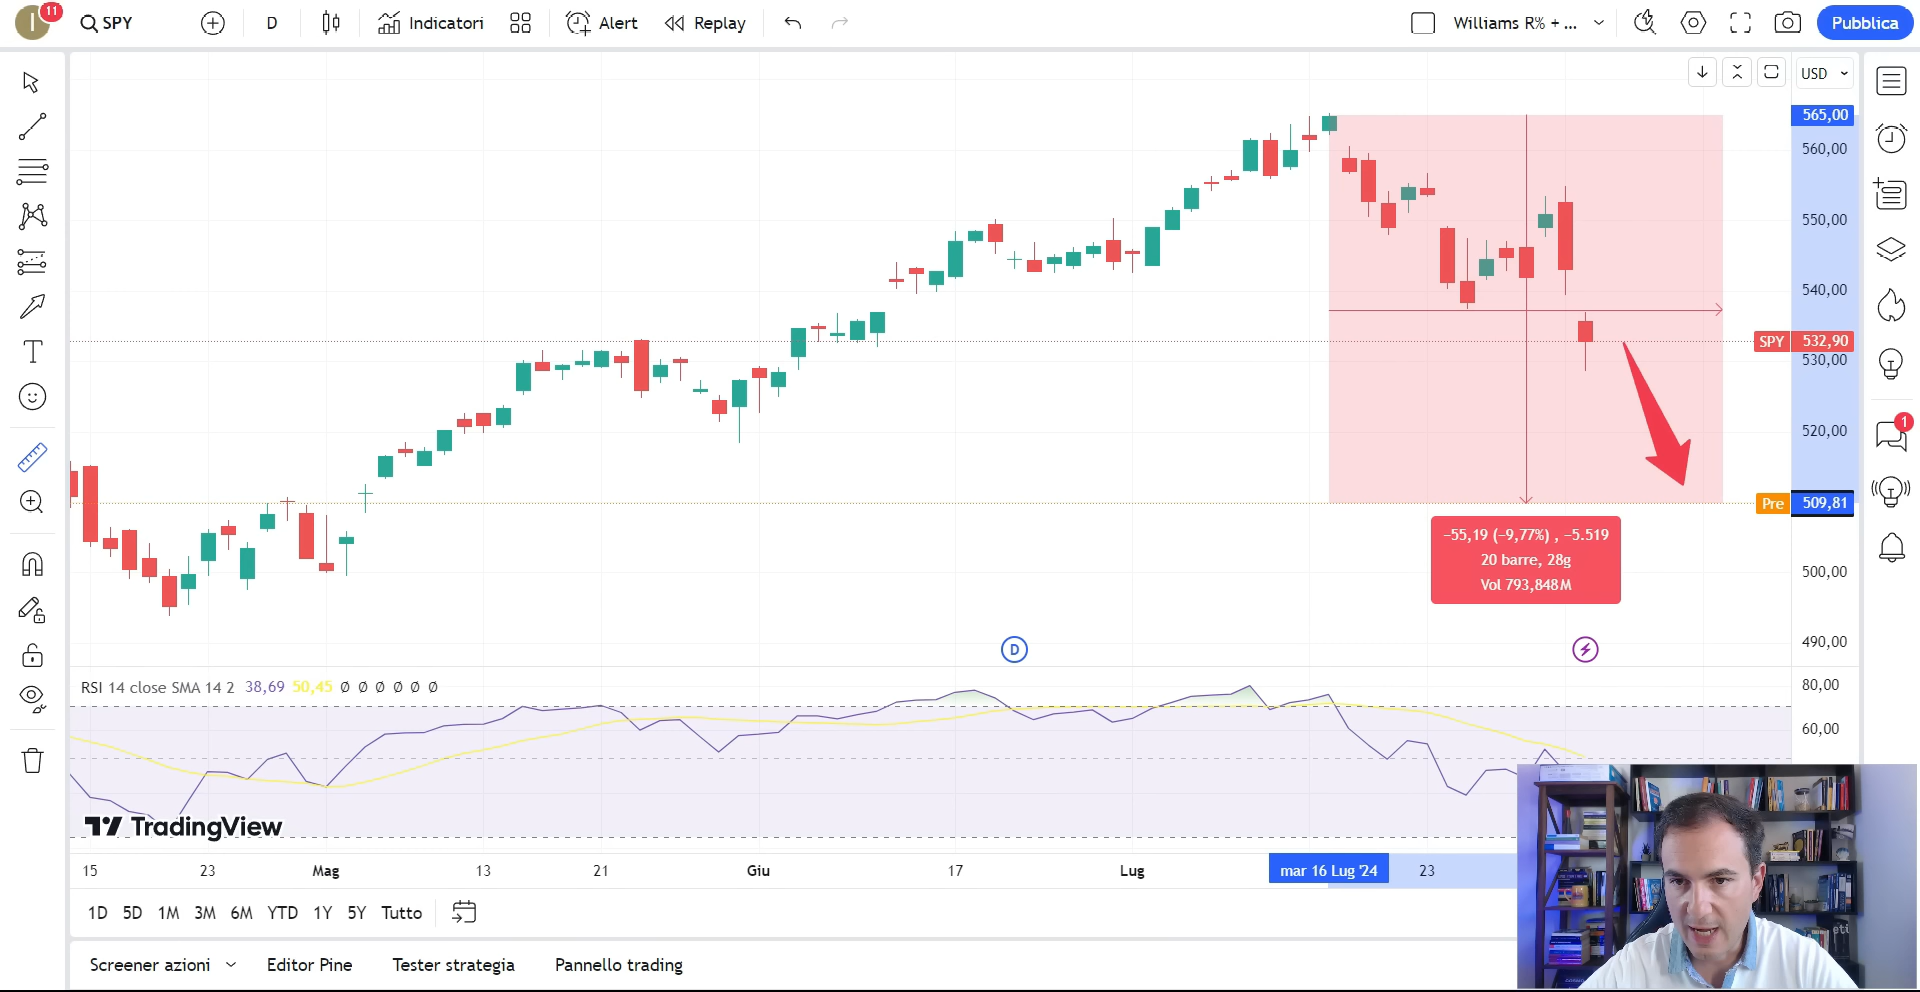 I
11
SPY
D
Indicatori
Alert
Replay
Williams R% + ...
Pubblica
USD
565,00
560,00
550,00
540,00
SPY 532,90
530,00
520,00
Pre 509,81
500,00
490,00
−55,19 (−9,77%) , −5.519
20 barre, 28g
Vol 793,848M
D
RSI 14 close SMA 14 2 38,69 50,45 Ø Ø Ø Ø Ø Ø
80,00
60,00
TradingView
15 23 Mag 13 21 Giu 17 Lug mar 16 Lug '24 23
1D 5D 1M 3M 6M YTD 1Y 5Y Tutto
Screener azioni Editor Pine Tester strategia Pannello trading
1